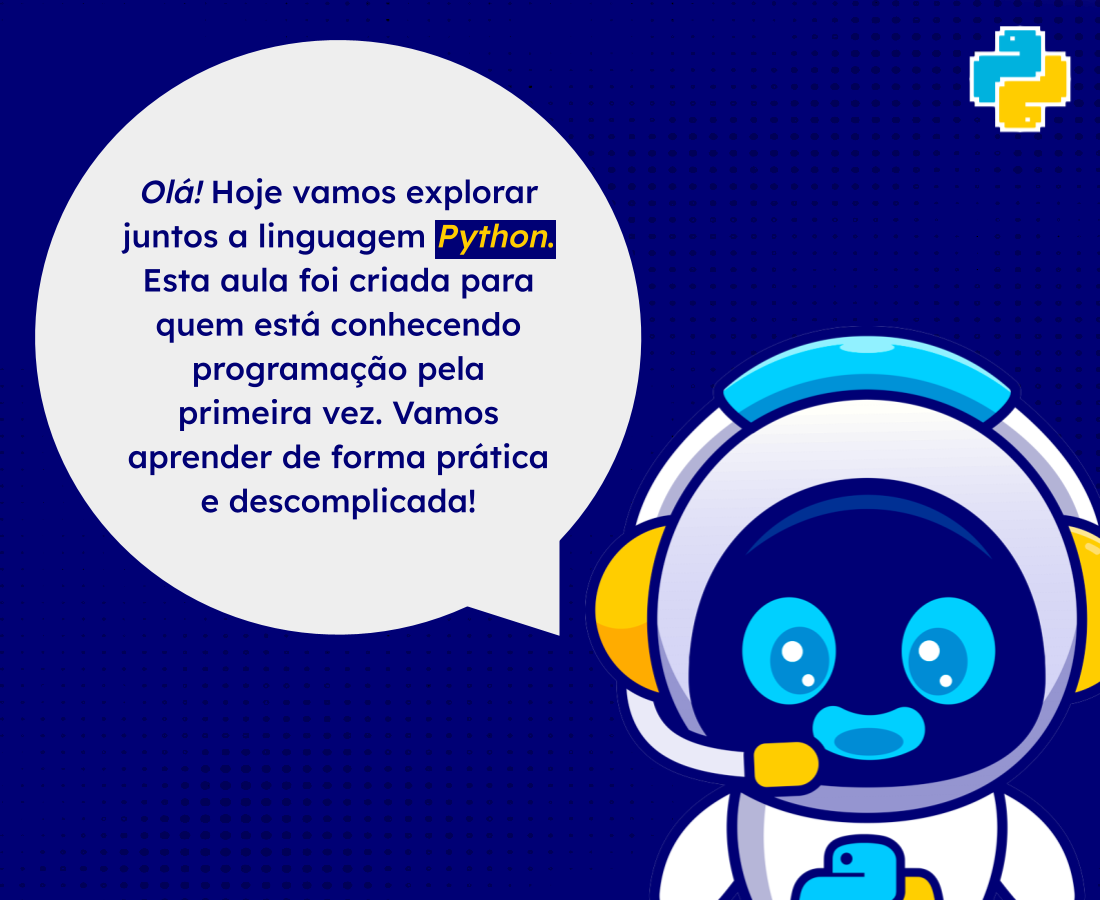 Olá! Hoje vamos explorar
juntos a linguagem Python.
Esta aula foi criada para
quem está conhecendo
programação pela
primeira vez. Vamos
aprender de forma prática
e descomplicada!